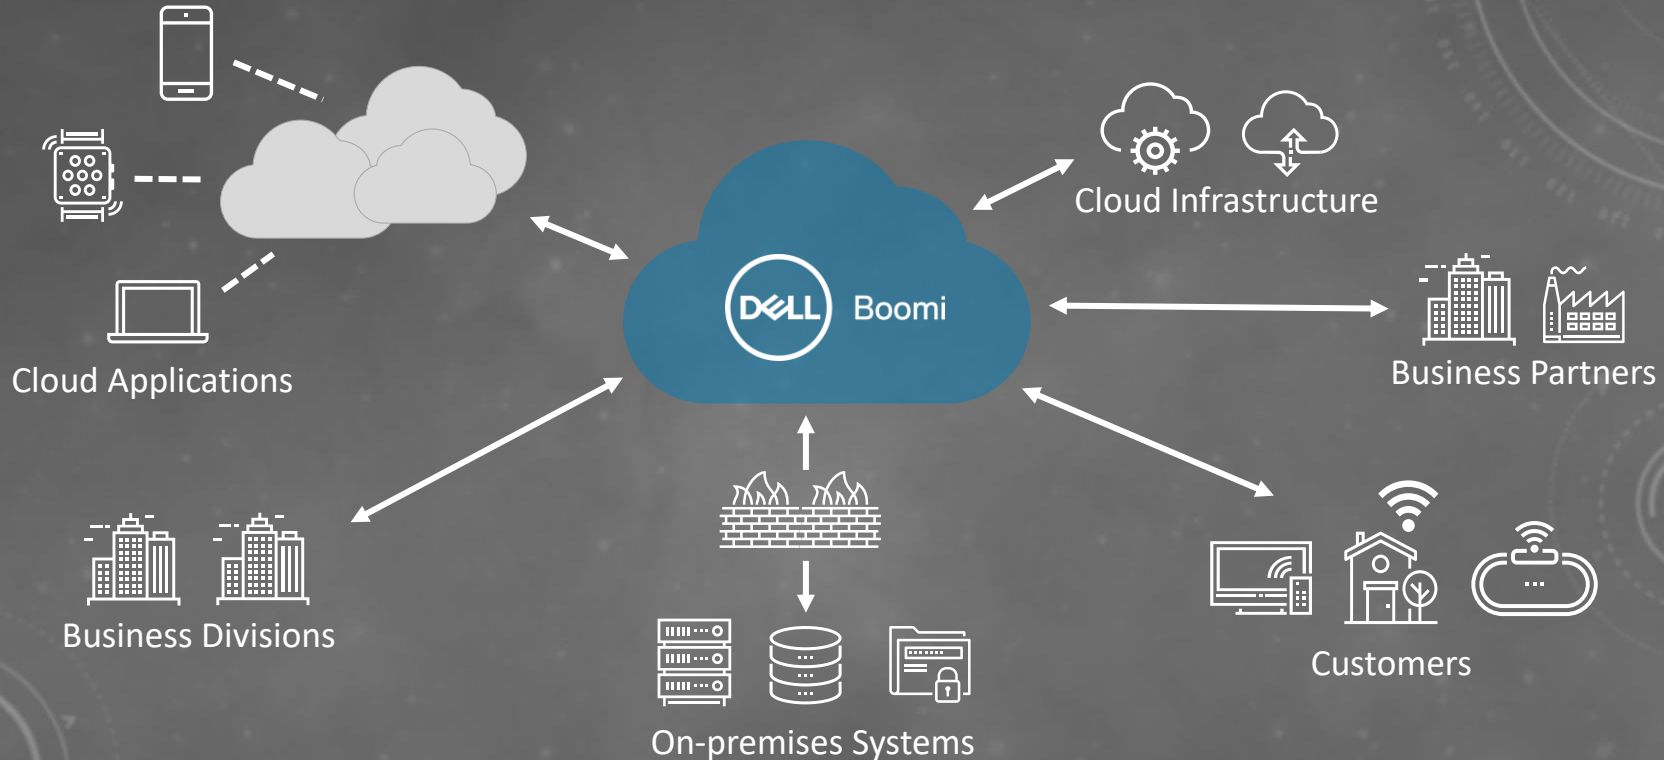 Cloud Infrastructure
DELL Boomi
Business Partners
Cloud Applications
Business Divisions
Customers
On-premises Systems